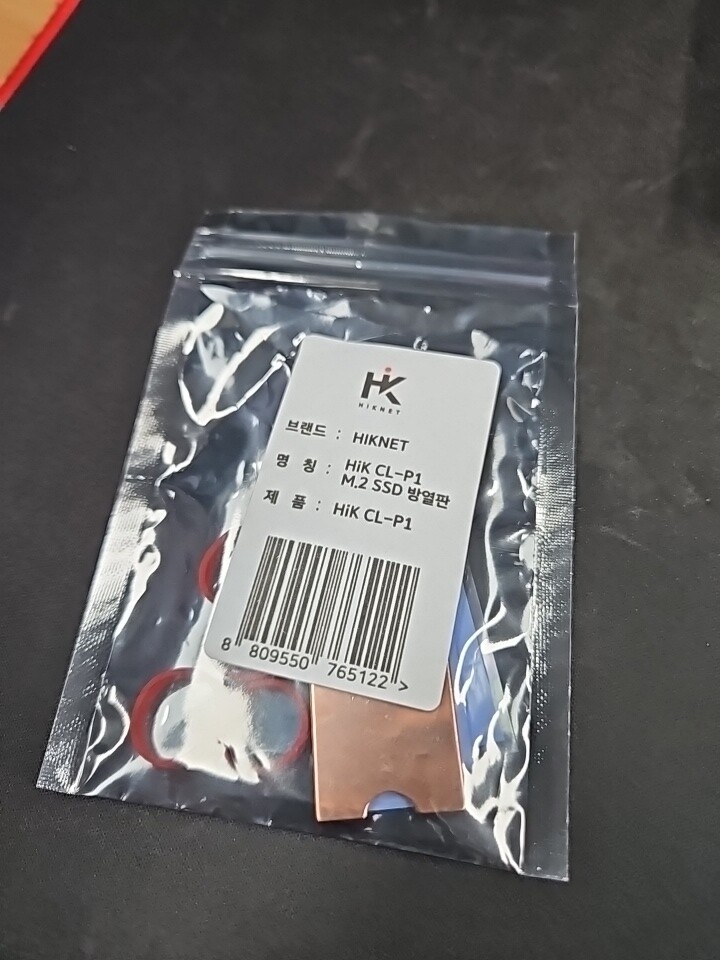 HK
HIKNET
브랜드 : HIKNET
명 칭 : HiK CL-P1
M.2 SSD 방열판
제 품 : HiK CL-P1
8 809550 765122 >